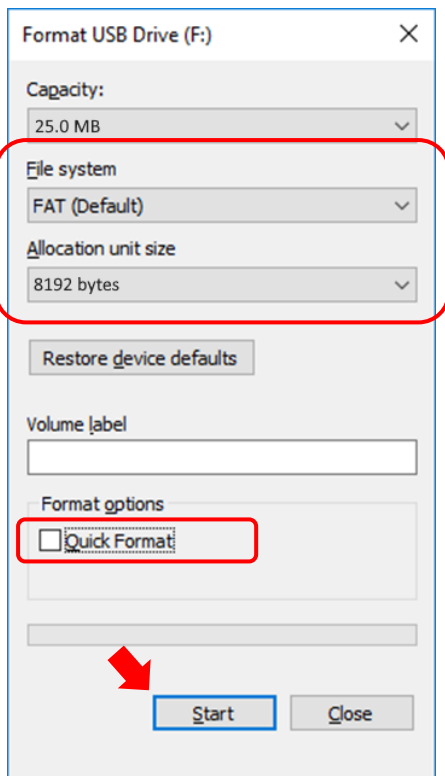 Format USB Drive (F:)
Capacity:
25.0 MB
File system
FAT (Default)
Allocation unit size
8192 bytes
Restore device defaults
Volume label
Format options
Quick Format
Start
Close